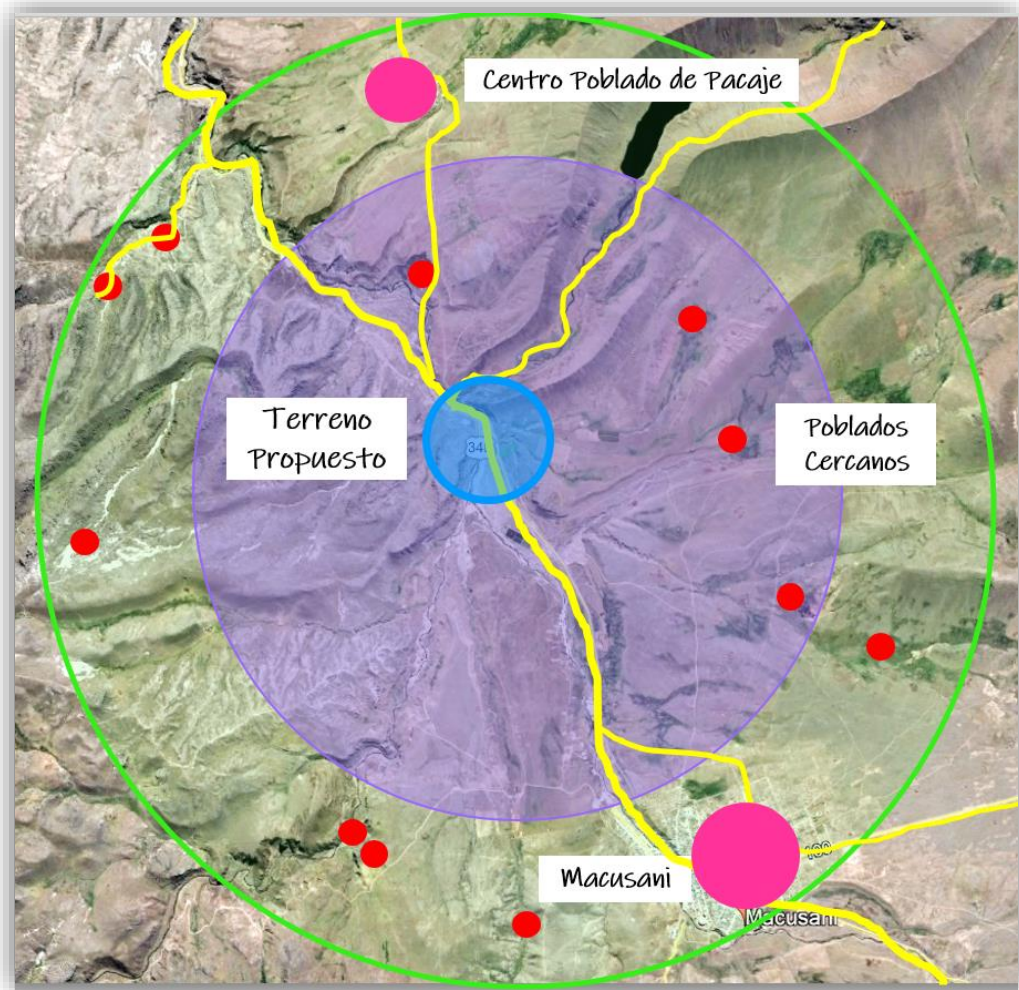 Centro Poblado de Pacaje
Terreno
Propuesto
Poblados
Cercanos
Macusani
Macusani